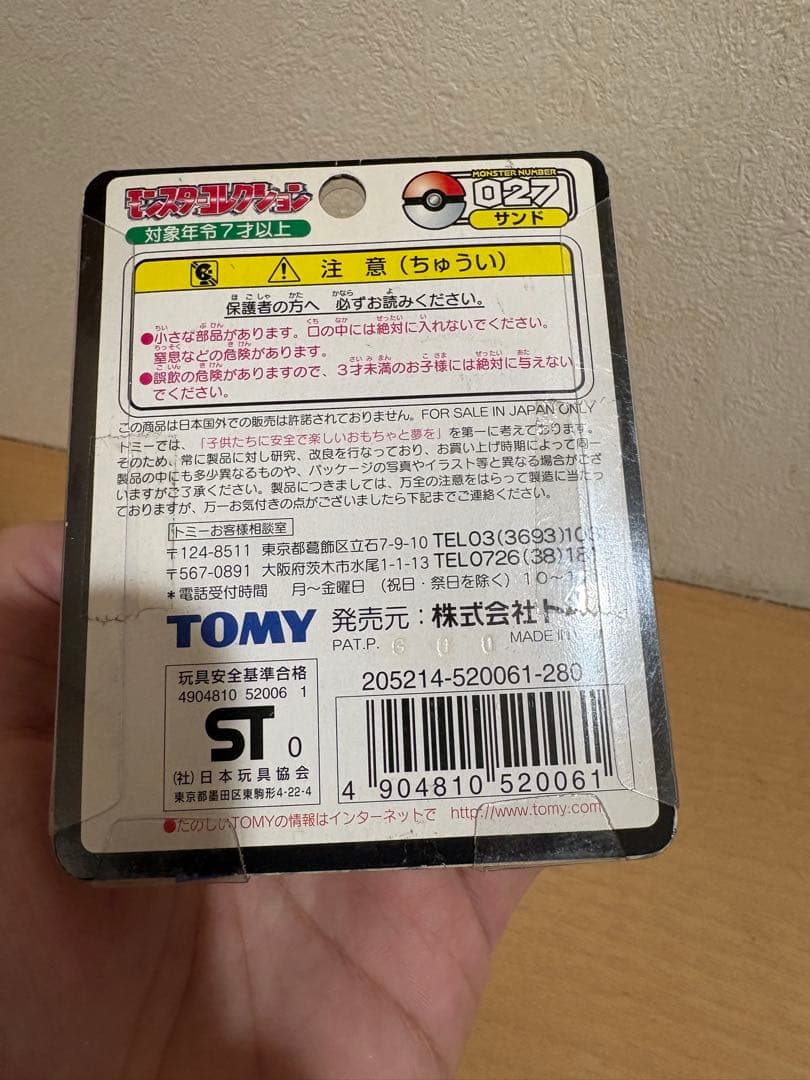 モンスターコレクション
対象年令7才以上
MONSTER NUMBER
027
サンド
注意(ちゅうい)
保護者の方へ 必ずお読みください。
●小さな部品があります。口の中には絶対に入れないでください。
窒息などの危険があります。
●誤飲の危険がありますので、3才未満のお子様には絶対に与えない
でください。
この商品は日本国外での販売は許諾されておりません。FOR SALE IN JAPAN ONLY
トミーでは、「子供たちに安全で楽しいおもちゃと夢を」を第一に考えております。
そのため、常に製品に対し研究、改良を行なっており、お買い上げ時期によって同一
製品の中にも多少異なるものや、パッケージの写真やイラスト等と異なる場合がござ
いますがご了承ください。製品につきましては、万全の注意をはらって製造に当たっ
ておりますが、万一お気付きの点がございましたら下記までご連絡ください。
トミーお客様相談室
〒124-8511 東京都葛飾区立石7-9-10 TEL03(3693)10
〒567-0891 大阪府茨木市水尾1-1-13 TEL0726(38)181
*電話受付時間 月〜金曜日 (祝日・祭日を除く) 10〜1
TOMY 発売元:株式会社ト
PAT.P. 600 MADE IN
玩具安全基準合格
4904810 52006 1
ST 0
(社)日本玩具協会
東京都墨田区東駒形4-22-4
205214-520061-280
4 904810 520061
●たのしいTOMYの情報はインターネットで http://www.tomy.com